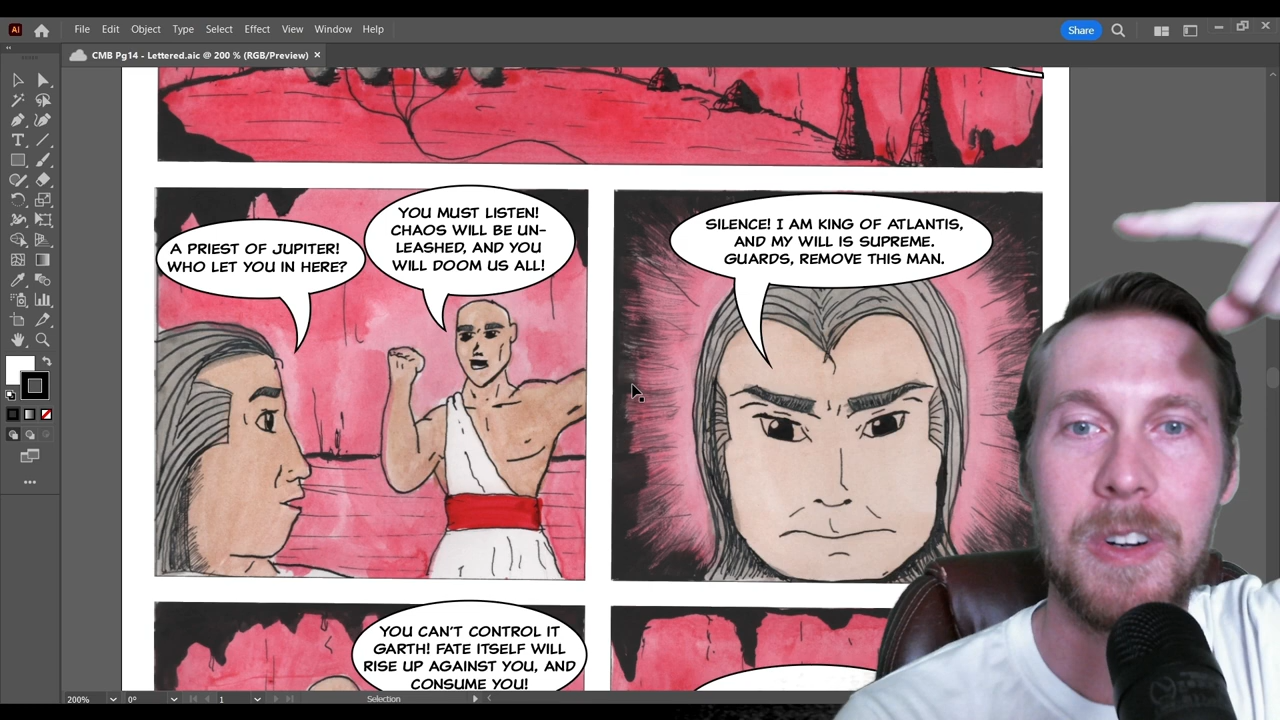 Ai
File Edit Object Type Select Effect View Window Help
Share
CMB Pg14 - Lettered.aic @ 200 % (RGB/Preview) ×
A PRIEST OF JUPITER!
WHO LET YOU IN HERE?
YOU MUST LISTEN!
CHAOS WILL BE UN-
LEASHED, AND YOU
WILL DOOM US ALL!
SILENCE! I AM KING OF ATLANTIS,
AND MY WILL IS SUPREME.
GUARDS, REMOVE THIS MAN.
YOU CAN'T CONTROL IT
GARTH! FATE ITSELF WILL
RISE UP AGAINST YOU, AND
CONSUME YOU!
200% 0° 1 Selection